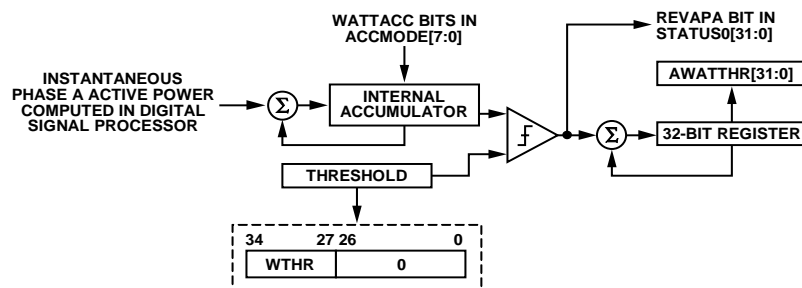 WATTACC BITS IN
ACCMODE[7:0]
REVAPA BIT IN
STATUS0[31:0]
INSTANTANEOUS
PHASE A ACTIVE POWER
COMPUTED IN DIGITAL
SIGNAL PROCESSOR
Σ
INTERNAL
ACCUMULATOR
AWATTHR[31:0]
Σ
32-BIT REGISTER
THRESHOLD
34 27 26 0
WTHR 0